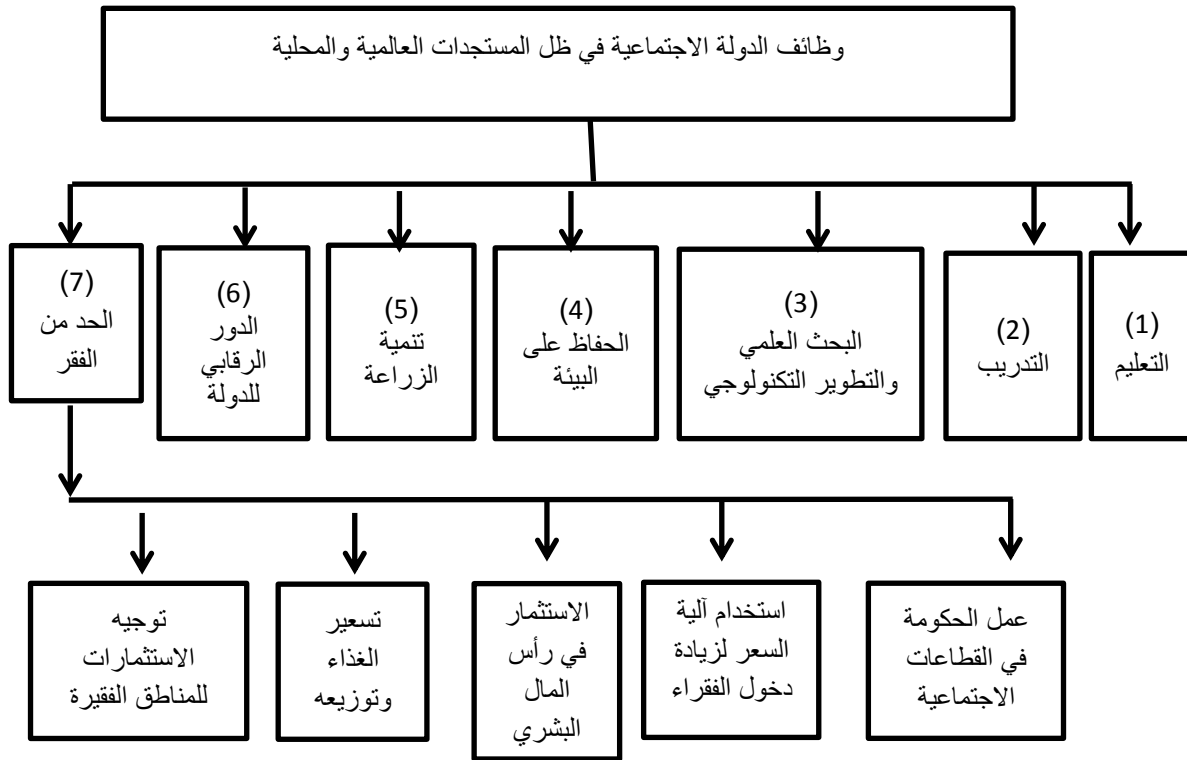 وظائف الدولة الاجتماعية في ظل المستجدات العالمية والمحلية
(1)
التعليم
(2)
التدريب
(3)
البحث العلمي
والتطوير التكنولوجي
(4)
الحفاظ على
البيئة
(5)
تنمية
الزراعة
(6)
الدور
الرقابي
للدولة
(7)
الحد من
الفقر
عمل الحكومة
في القطاعات
الاجتماعية
استخدام آلية
السعر لزيادة
دخول الفقراء
الاستثمار
في رأس
المال
البشري
تسعير
الغذاء
وتوزيعه
توجيه
الاستثمارات
للمناطق الفقيرة